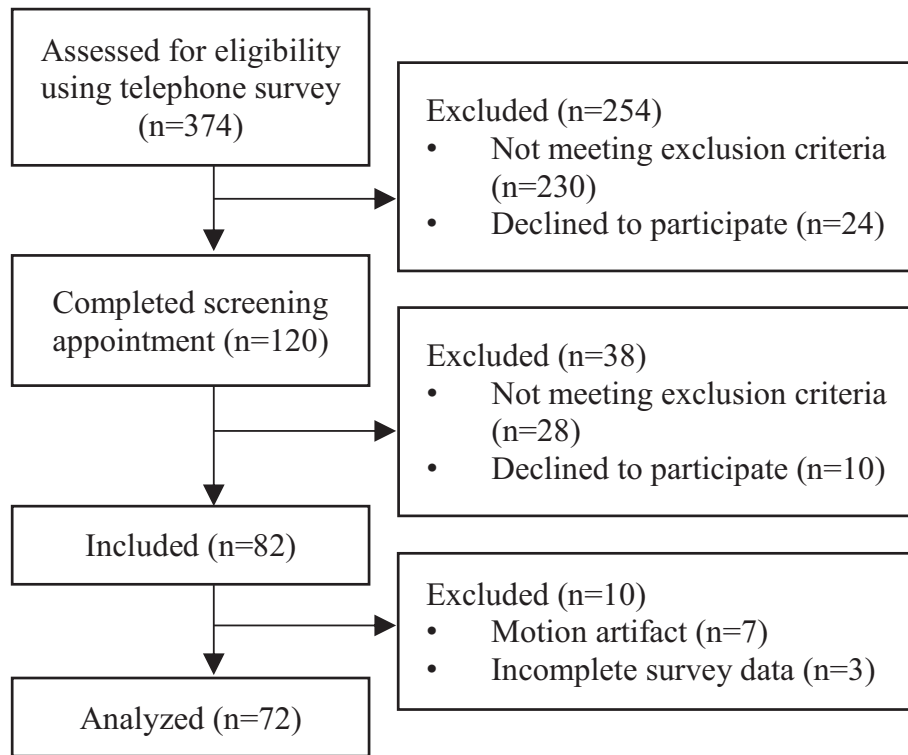 Assessed for eligibility
using telephone survey
(n=374)
Excluded (n=254)
• Not meeting exclusion criteria
(n=230)
• Declined to participate (n=24)
Completed screening
appointment (n=120)
Excluded (n=38)
• Not meeting exclusion criteria
(n=28)
• Declined to participate (n=10)
Included (n=82)
Excluded (n=10)
• Motion artifact (n=7)
• Incomplete survey data (n=3)
Analyzed (n=72)